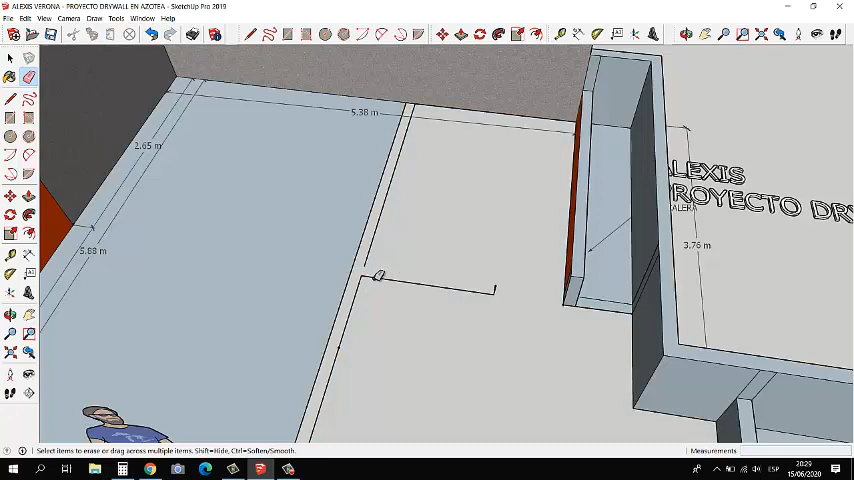 ALEXIS VERONA - PROYECTO DRYWALL EN AZOTEA - SketchUp Pro 2019
File Edit View Camera Draw Tools Window Help
5.38 m
2.65 m
5.88 m
ALEXIS
PROYECTO DRY
3.76 m
Select items to erase or drag across multiple items. Shift=Hide, Ctrl=Soften/Smooth.
Measurements
ESP
20:29
15/06/2020